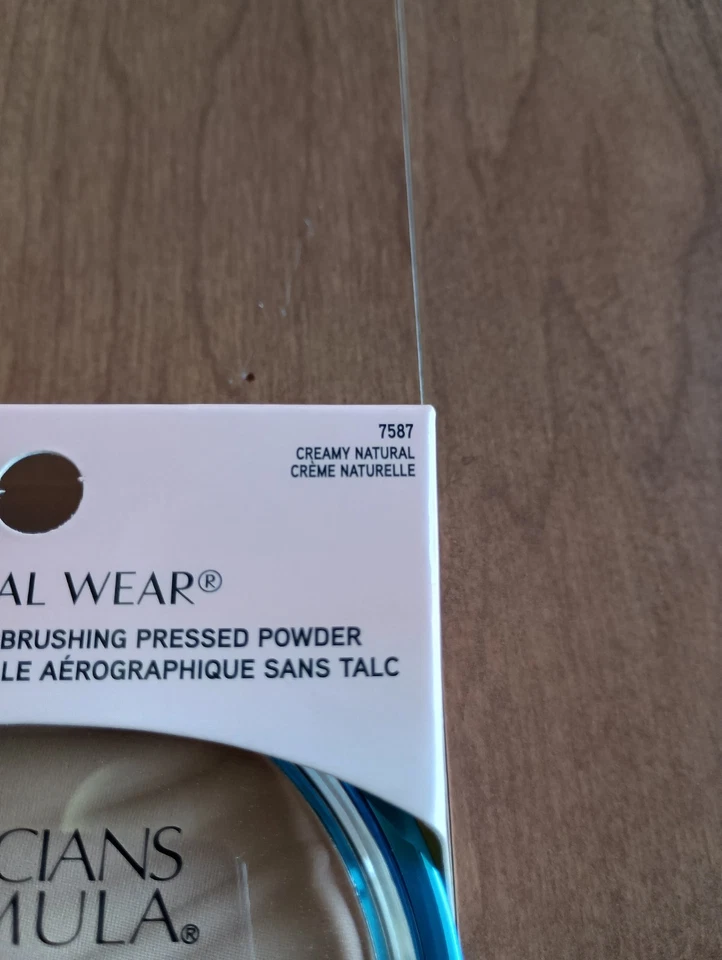 7587
CREAMY NATURAL
CRÈME NATURELLE
AL WEAR®
BRUSHING PRESSED POWDER
LE AÉROGRAPHIQUE SANS TALC
CIANS
MULA®